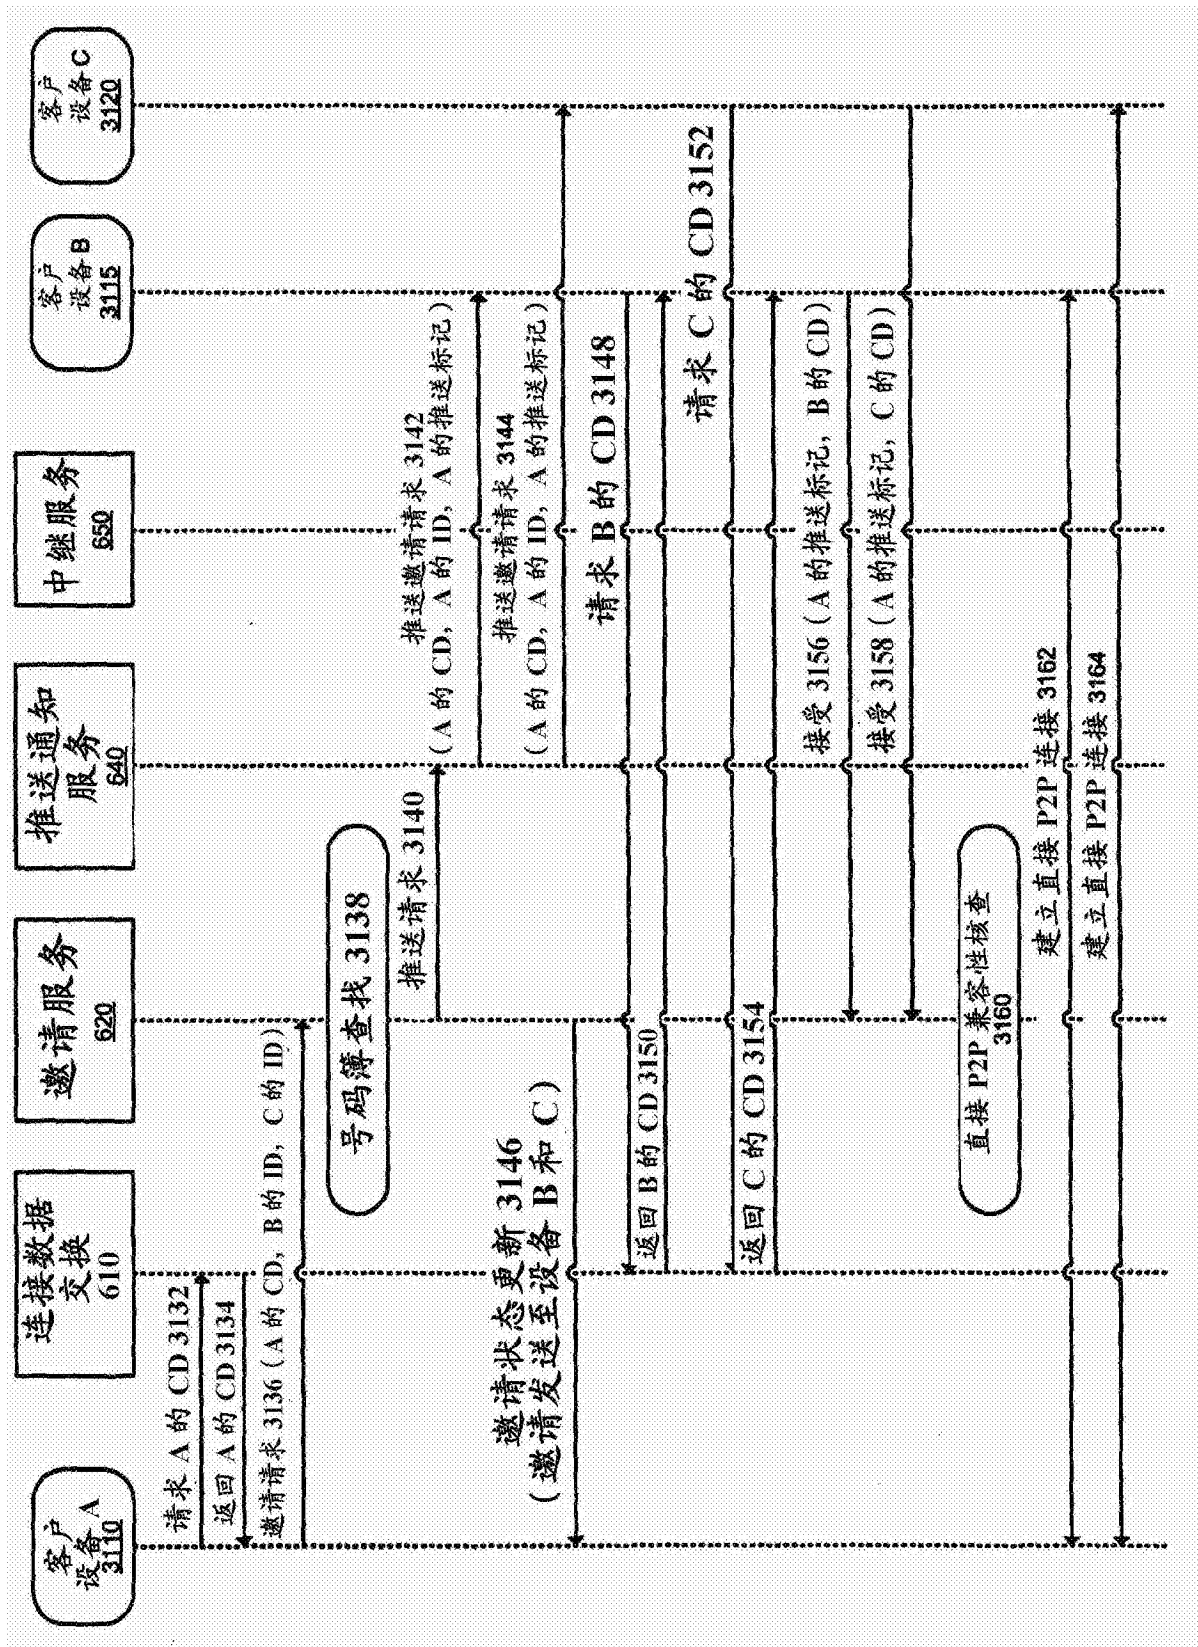 客户
设备 A
3110
连接数据
交换
610
邀请服务
620
推送通知
服务
640
中继服务
650
客户
设备 B
3115
客户
设备 C
3120
请求 A 的 CD 3132
返回 A 的 CD 3134
邀请请求 3136（A 的 CD，B 的 ID，C 的 ID）
号码簿查找 3138
推送请求 3140
推送邀请请求 3142
（A 的 CD，A 的 ID，A 的推送标记）
推送邀请请求 3144
（A 的 CD，A 的 ID，A 的推送标记）
邀请状态更新 3146
（邀请发送至设备 B 和 C）
请求 B 的 CD 3148
返回 B 的 CD 3150
请求 C 的 CD 3152
返回 C 的 CD 3154
接受 3156（A 的推送标记，B 的 CD）
接受 3158（A 的推送标记，C 的 CD）
直接 P2P 兼容性核查
3160
建立直接 P2P 连接 3162
建立直接 P2P 连接 3164